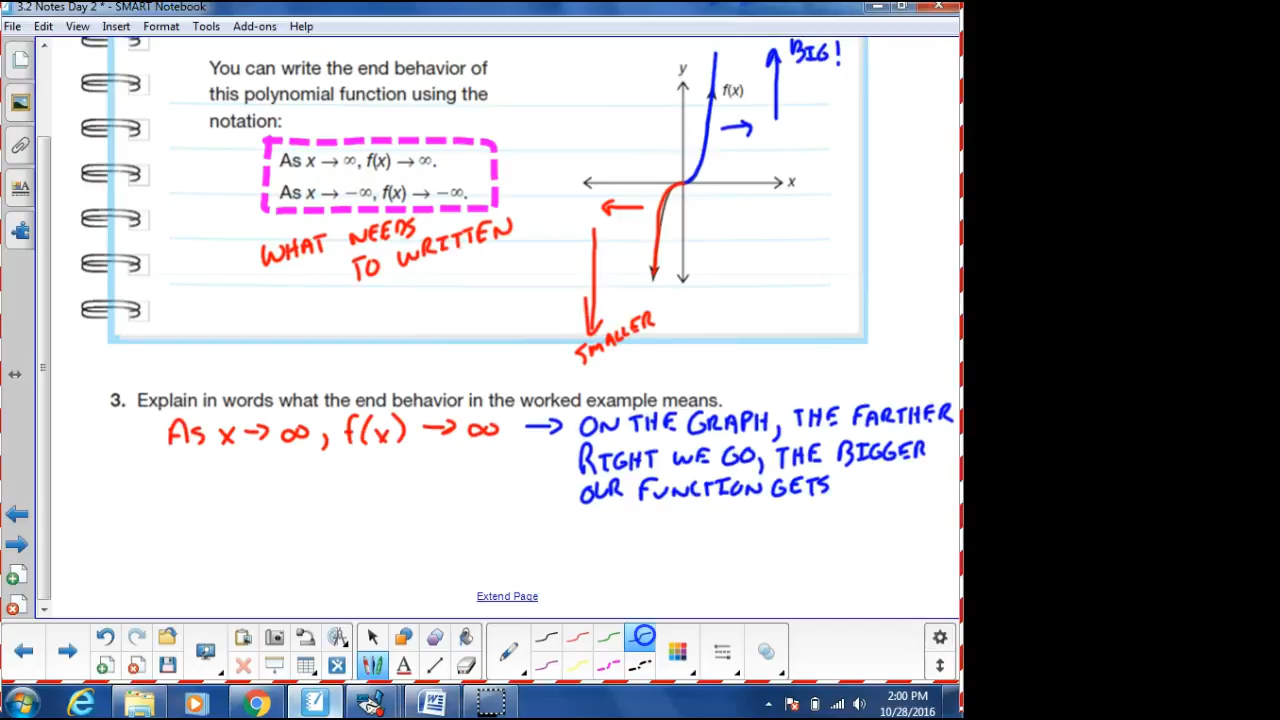 3.2 Notes Day 2 * - SMART Notebook
File Edit View Insert Format Tools Help
You can write the end behavior of
this polynomial function using the
notation:
As x → ∞, f(x) → ∞.
As x → −∞, f(x) → −∞.
WHAT NEEDS
TO WRITTEN
y
f(x)
x
BIG!
SMALLER
3. Explain in words what the end behavior in the worked example means.
As x → ∞, f(x) → ∞ → ON THE GRAPH, THE FARTHER
RIGHT WE GO, THE BIGGER
OUR FUNCTION GETS
Extend Page
2:00 PM
10/28/2016